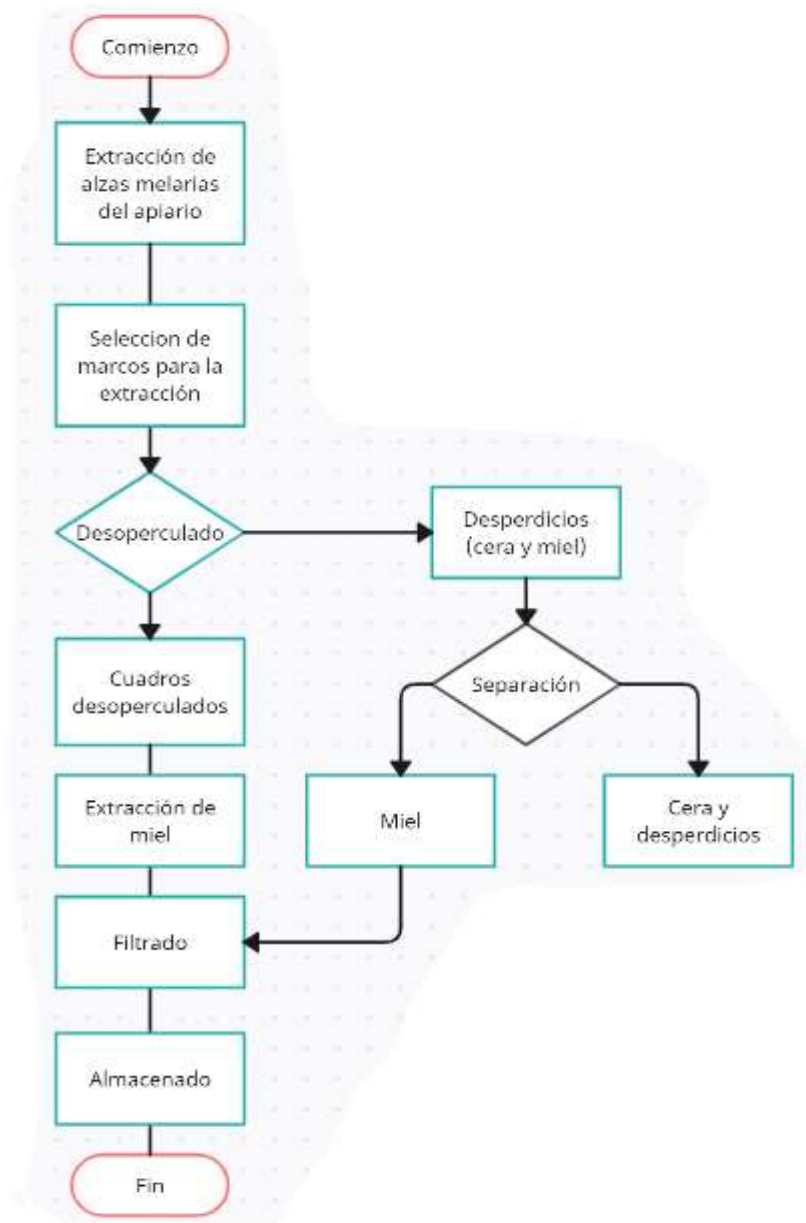 Comienzo
Extracción de
alzas melarias
del apiario
Seleccion de
marcos para la
extracción
Desoperculado
Desperdicios
(cera y miel)
Separación
Cuadros
desoperculados
Extracción de
miel
Miel
Cera y
desperdicios
Filtrado
Almacenado
Fin